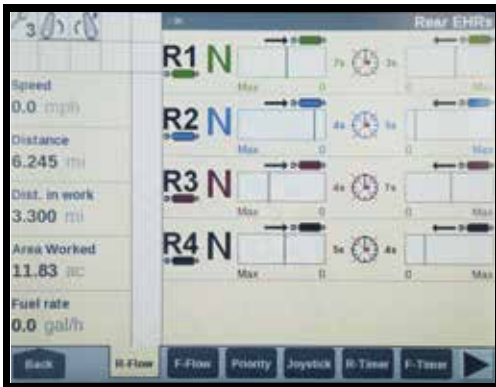 Rear EHRs
3
R1 N
7s 3s
Max 0 Max
Speed
0.0 mph
R2 N
4s 5s
Max 0 Max
Distance
6.245 mi
R3 N
4s 7s
Max 0 Max
Dist. in work
3.300 mi
R4 N
5s 4s
Max 0 0 Max
Area Worked
11.83 ac
Fuel rate
0.0 gal/h
Back R-Flow F-Flow Priority Joystick R-Timer F-Timer